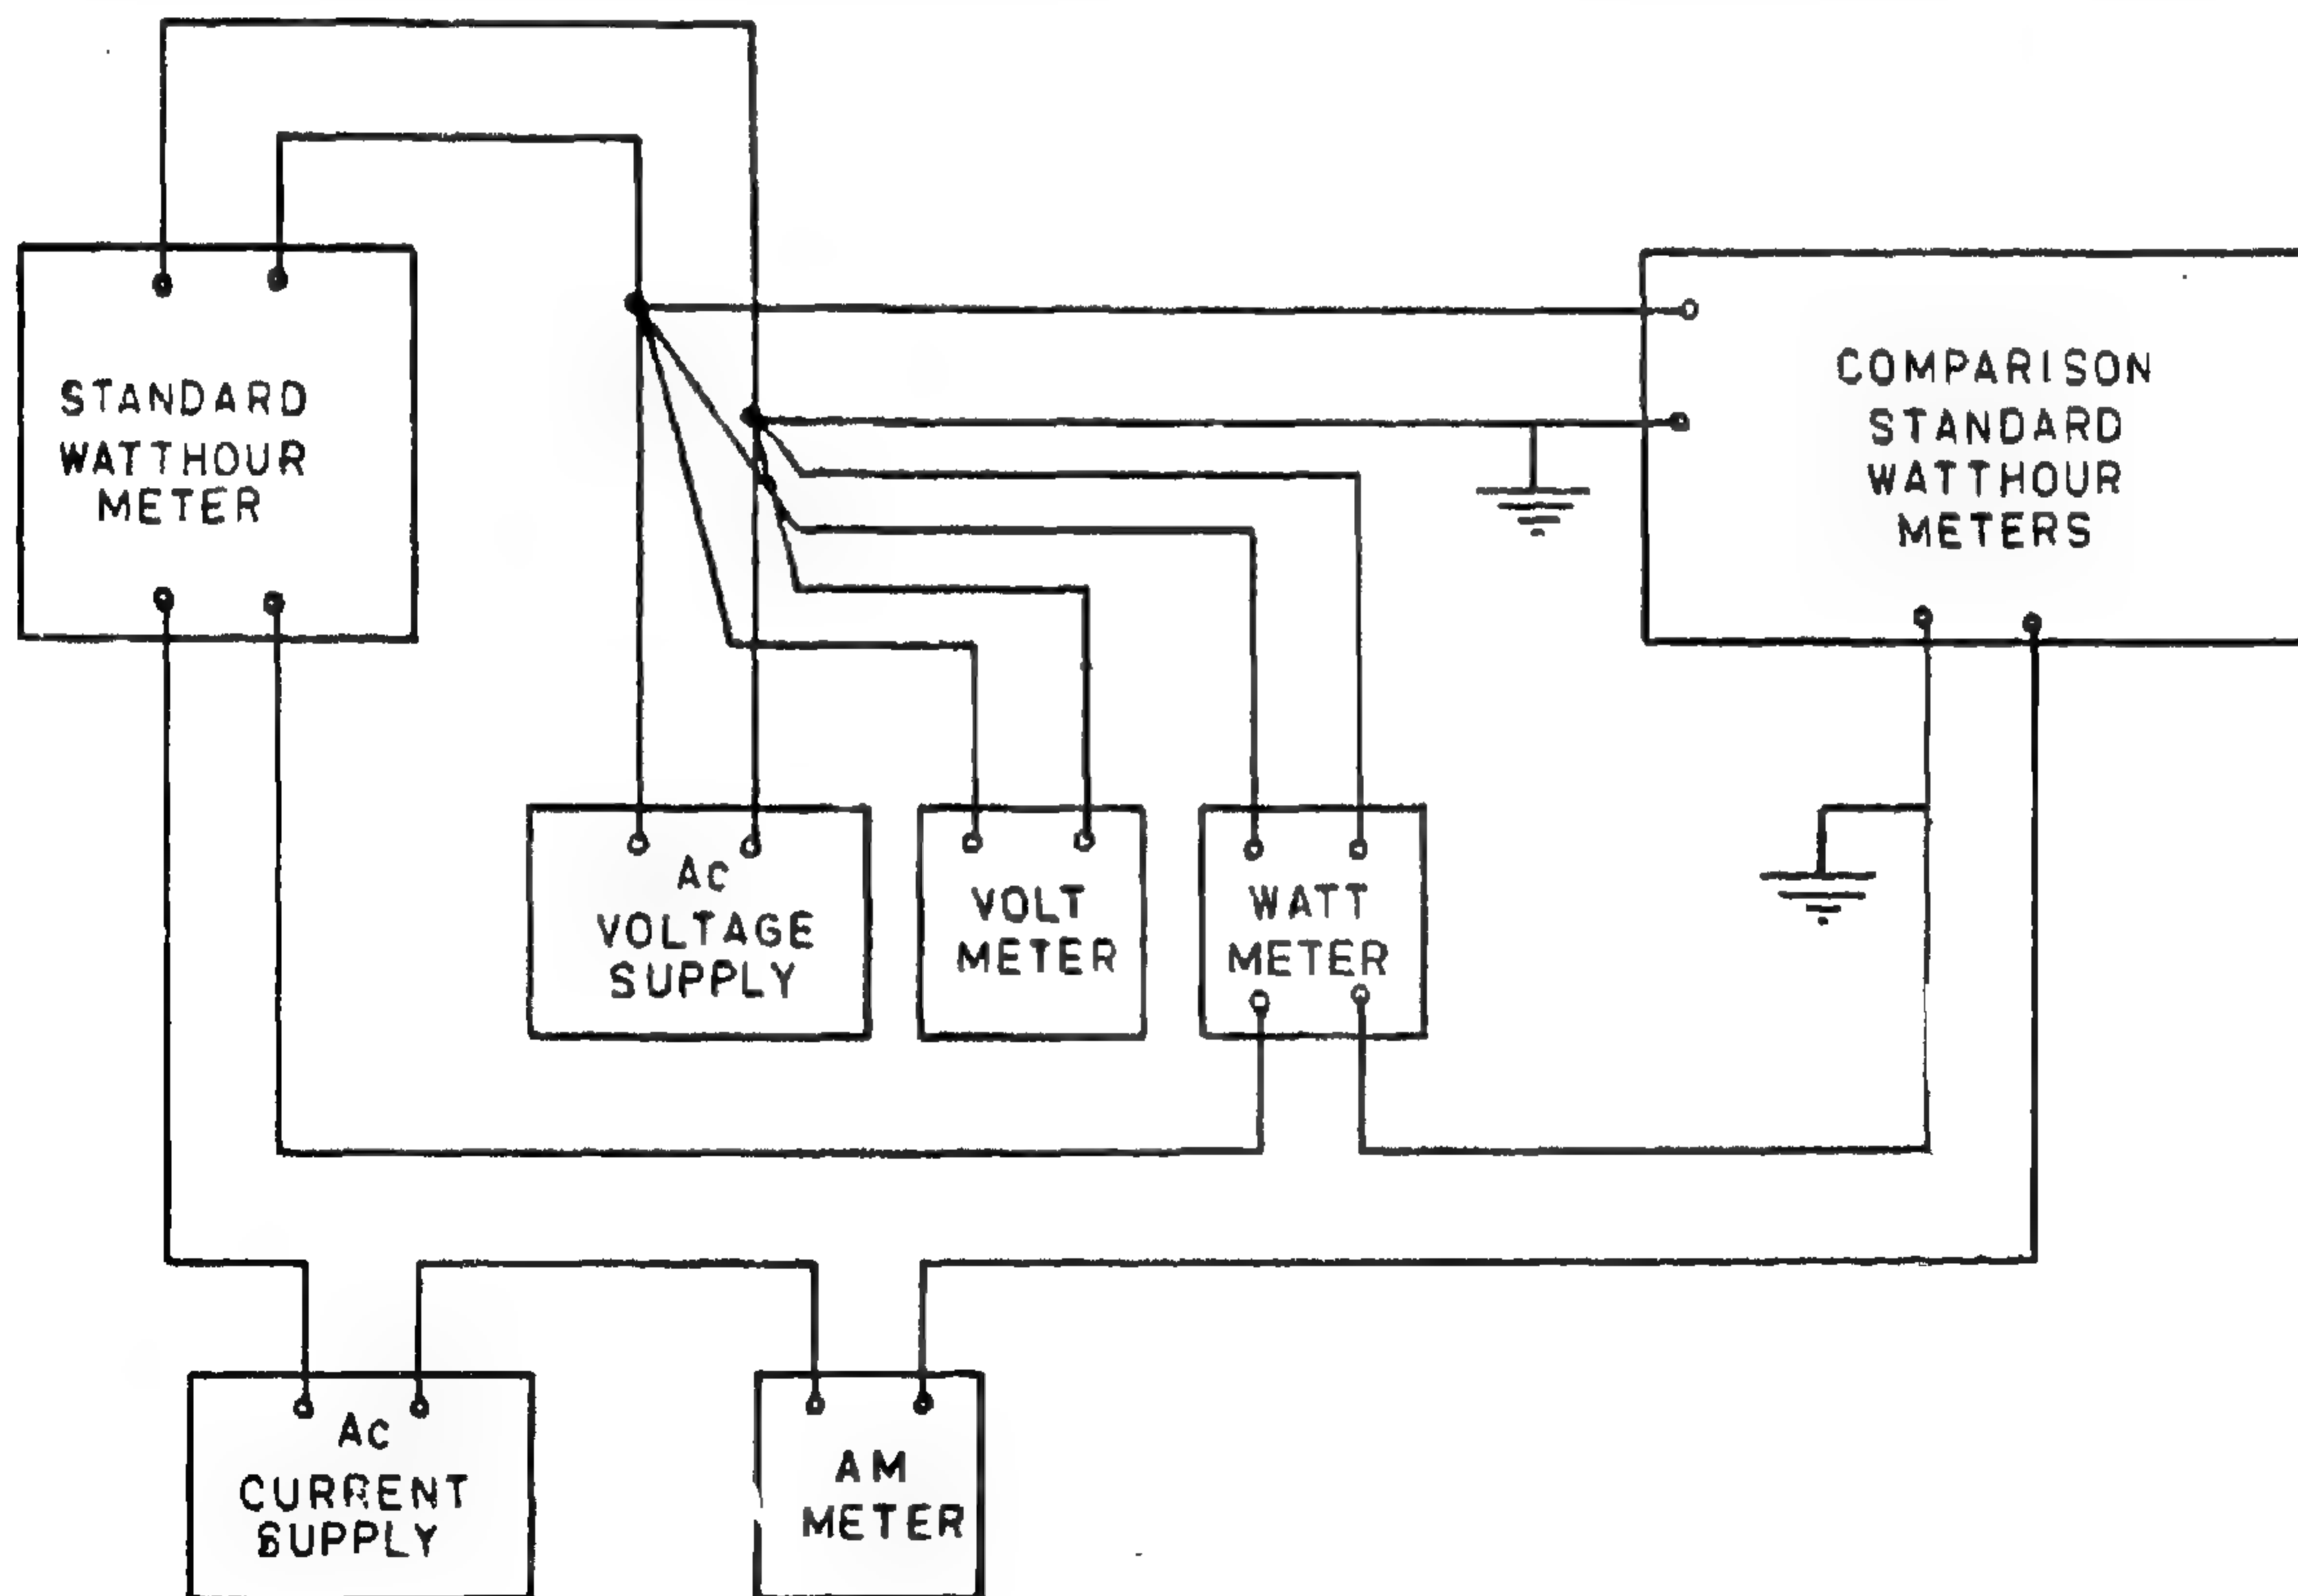 STANDARD
WATTHOUR
METER
COMPARISON
STANDARD
WATTHOUR
METERS
AC
VOLTAGE
SUPPLY
VOLT
METER
WATT
METER
AC
CURRENT
SUPPLY
AM
METER